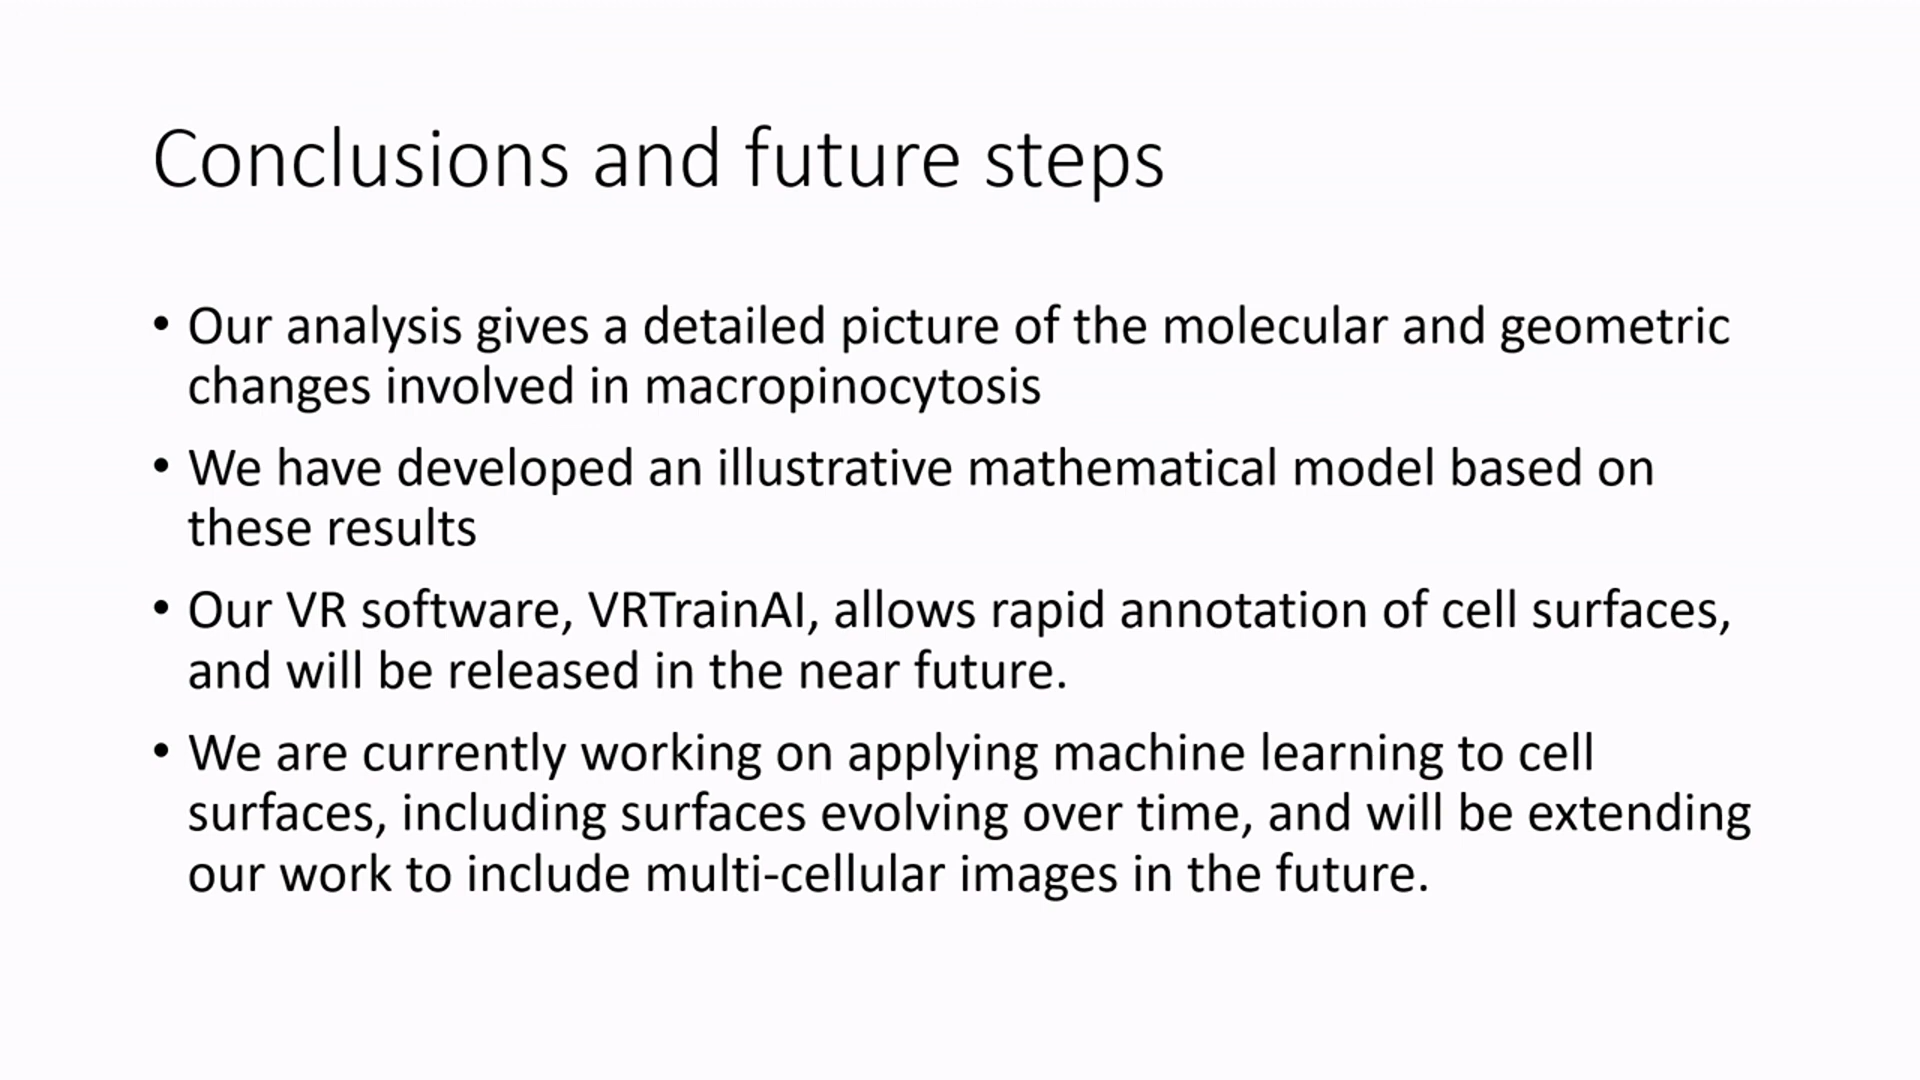 Conclusions and future steps
• Our analysis gives a detailed picture of the molecular and geometric
changes involved in macropinocytosis
• We have developed an illustrative mathematical model based on
these results
• Our VR software, VRTrainAI, allows rapid annotation of cell surfaces,
and will be released in the near future.
• We are currently working on applying machine learning to cell
surfaces, including surfaces evolving over time, and will be extending
our work to include multi-cellular images in the future.